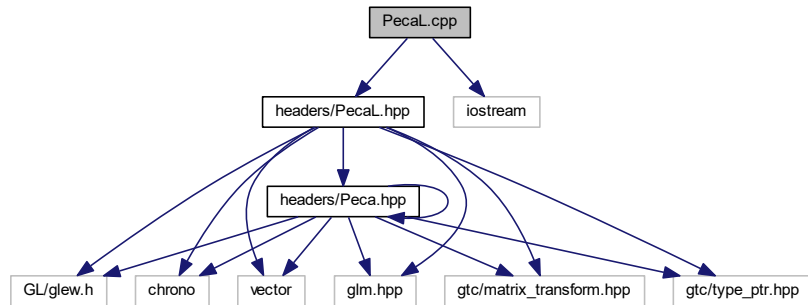 PecaL.cpp
headers/PecaL.hpp
iostream
headers/Peca.hpp
GL/glew.h
chrono
vector
glm.hpp
gtc/matrix_transform.hpp
gtc/type_ptr.hpp